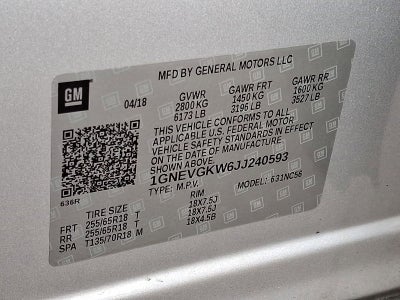 MFD BY GENERAL MOTORS LLC
GM
04/18 GVWR GAWR FRT GAWR RR
2800 KG 1450 KG 1600 KG
6173 LB 3196 LB 3527 LB
THIS VEHICLE CONFORMS TO ALL
APPLICABLE U.S. FEDERAL MOTOR
VEHICLE SAFETY STANDARDS IN EFFECT
ON THE DATE OF MANUFACTURE
SHOWN ABOVE.
1GNEVGKW6JJ240593
636R TYPE: M.P.V. MODEL: 631NC56
TIRE SIZE RIM
FRT 255/65R18 T 18X7.5J
RR 255/65R18 T 18X7.5J
SPA T135/70R18 M 18X4.5B